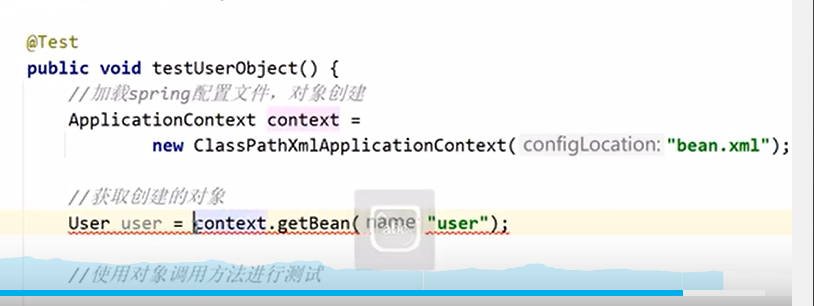 @Test
public void testUserObject() {
//加载spring配置文件，对象创建
ApplicationContext context =
new ClassPathXmlApplicationContext( configLocation: "bean.xml");
//获取创建的对象
User user = context.getBean( name: "user");
//使用对象调用方法进行测试